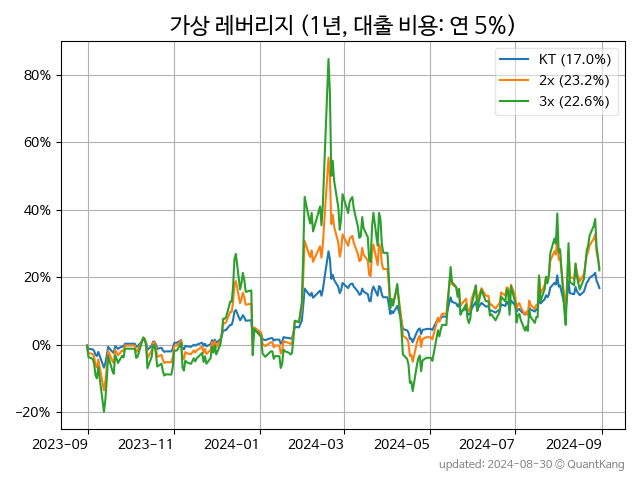 가상 레버리지 (1년, 대출 비용: 연 5%)
KT (17.0%)
2x (23.2%)
3x (22.6%)
80%
60%
40%
20%
0%
−20%
2023-09
2023-11
2024-01
2024-03
2024-05
2024-07
2024-09
updated: 2024-08-30 © QuantKang